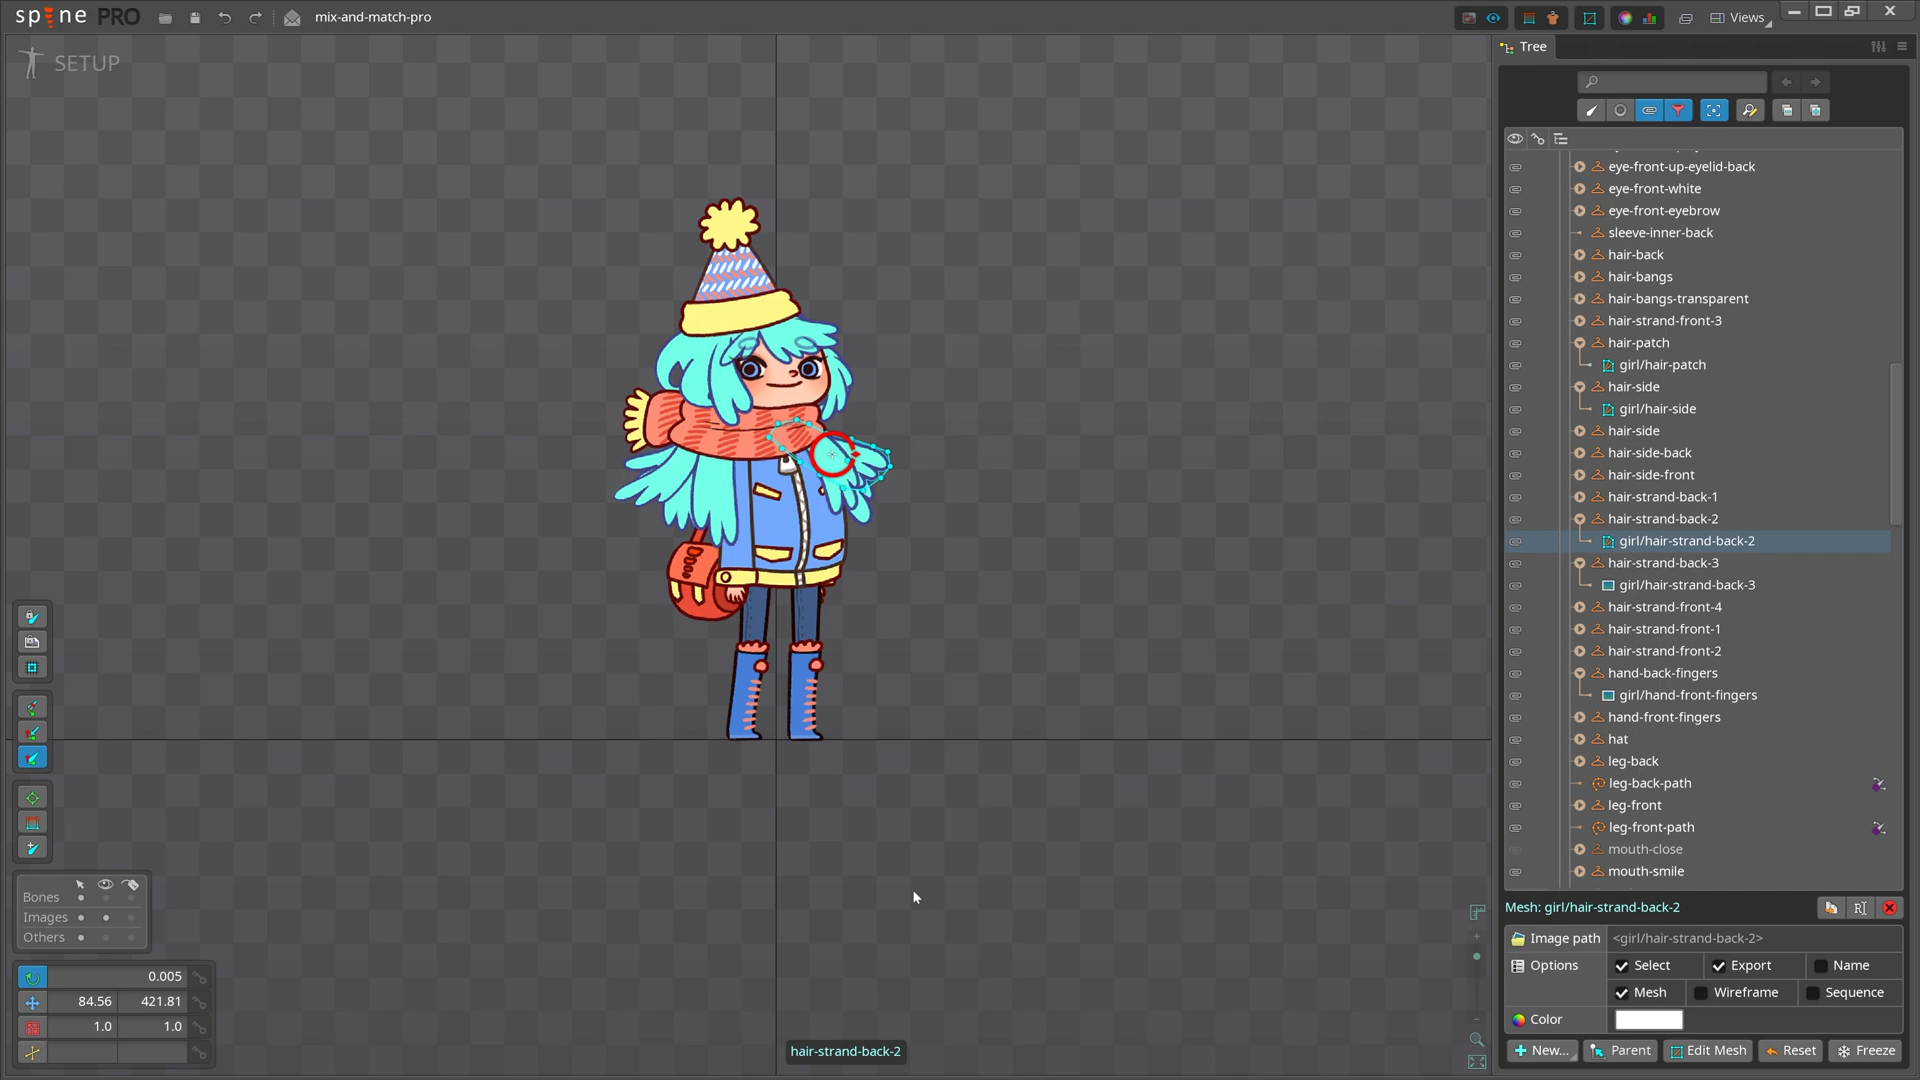 spine PRO
mix-and-match-pro
Views
SETUP
Tree
eye-front-up-eyelid-back
eye-front-white
eye-front-eyebrow
sleeve-inner-back
hair-back
hair-bangs
hair-bangs-transparent
hair-strand-front-3
hair-patch
girl/hair-patch
hair-side
girl/hair-side
hair-side
hair-side-back
hair-side-front
hair-strand-back-1
hair-strand-back-2
girl/hair-strand-back-2
hair-strand-back-3
girl/hair-strand-back-3
hair-strand-front-4
hair-strand-front-1
hair-strand-front-2
hand-back-fingers
girl/hand-front-fingers
hand-front-fingers
hat
leg-back
leg-back-path
leg-front
leg-front-path
mouth-close
mouth-smile
Bones
Images
Others
0.005
84.56 421.81
1.0 1.0
hair-strand-back-2
Mesh: girl/hair-strand-back-2
Image path <girl/hair-strand-back-2>
Options Select Export Name
Mesh Wireframe Sequence
Color
New... Parent Edit Mesh Reset Freeze